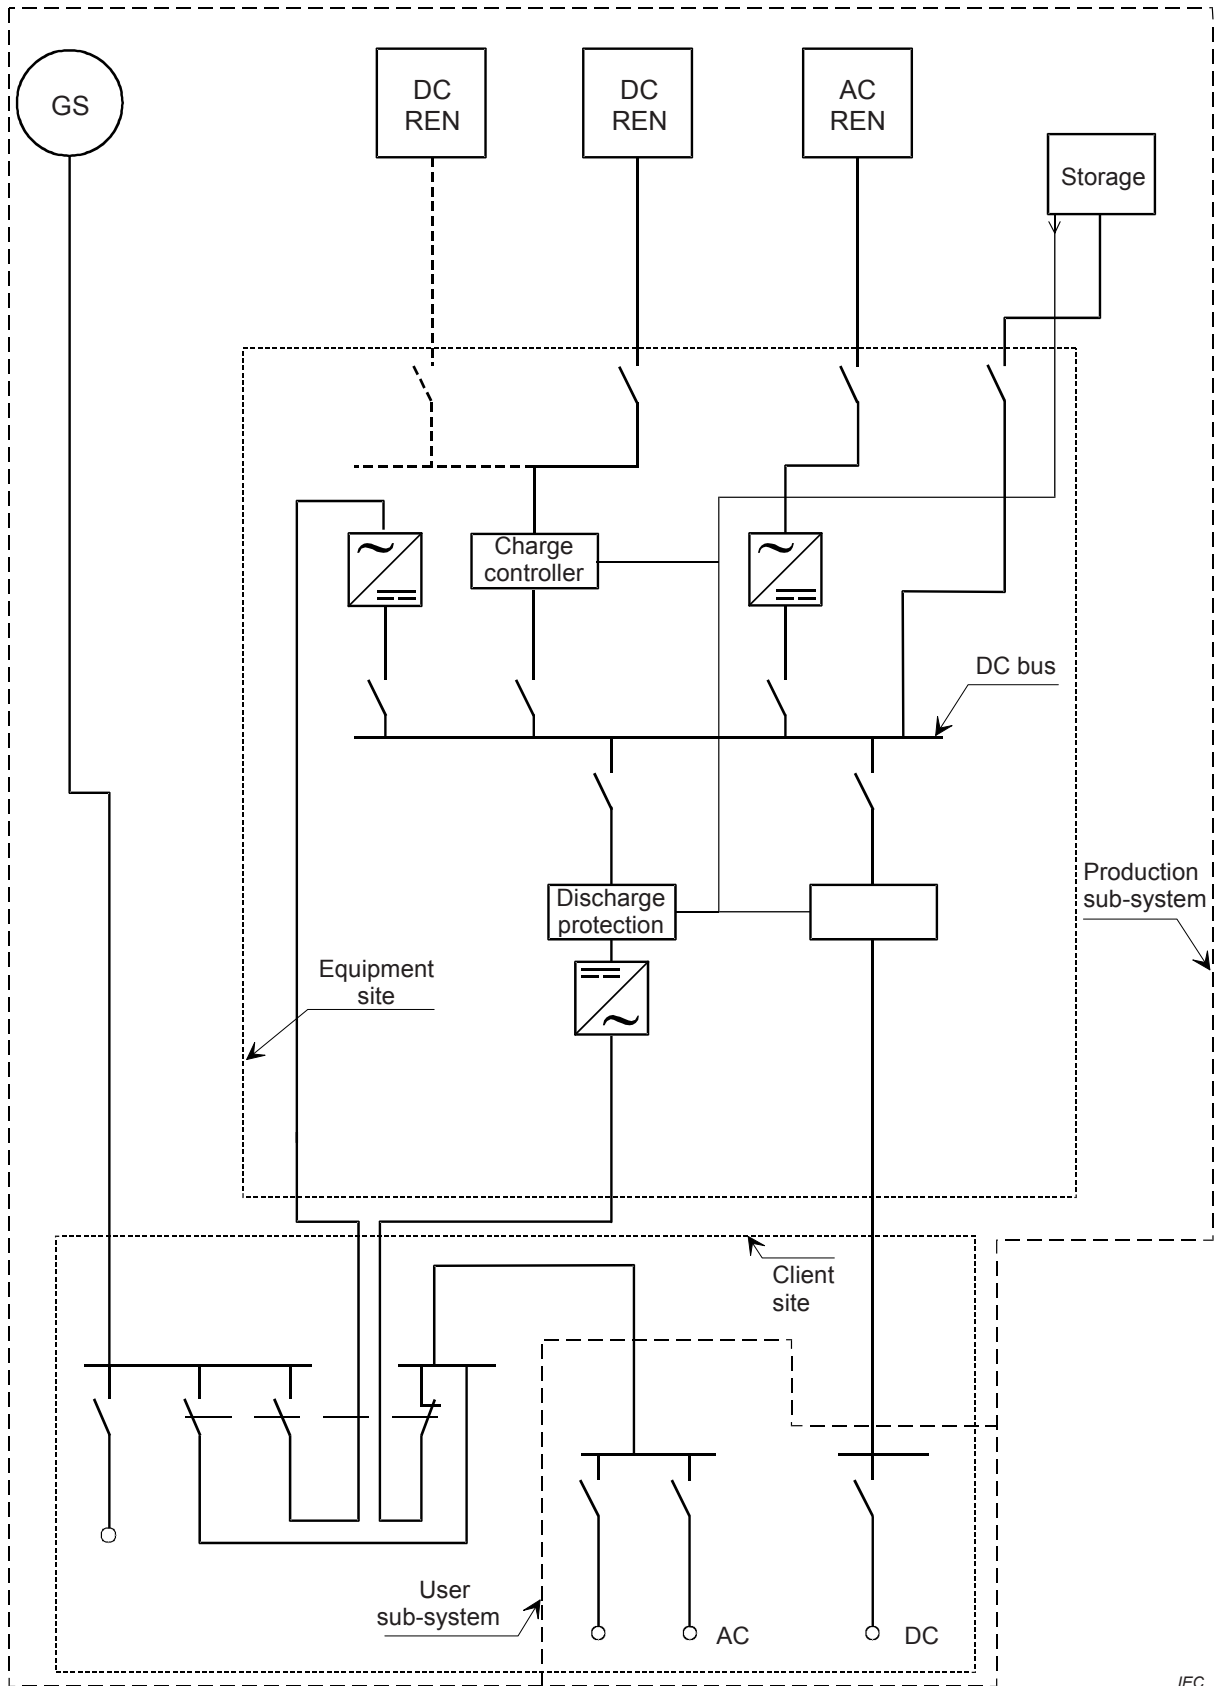 GS
DC
REN
DC
REN
AC
REN
Storage
Charge
controller
DC bus
Production
sub-system
Discharge
protection
Equipment
site
Client
site
User
sub-system
AC
DC
IEC